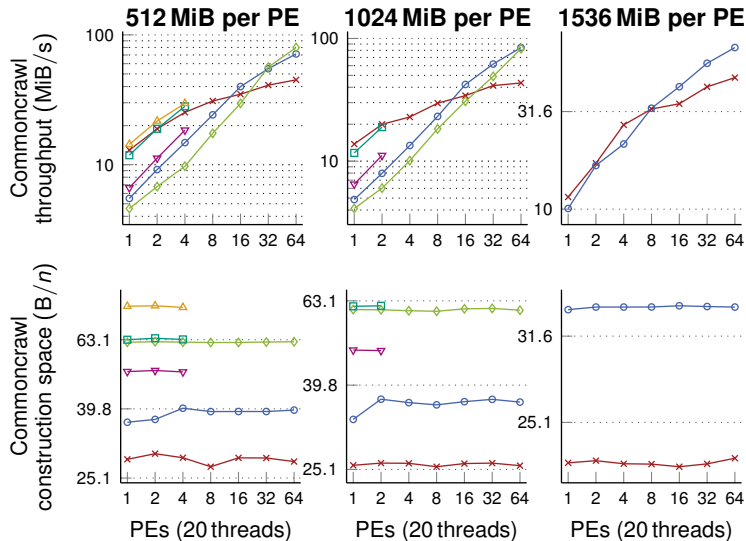 512 MiB per PE 1024 MiB per PE 1536 MiB per PE
Commoncrawl
throughput (MiB/s)
100
10
1 2 4 8 16 32 64
100
10
1 2 4 8 16 32 64
31.6
10
1 2 4 8 16 32 64
Commoncrawl
construction space (B/n)
63.1
39.8
25.1
1 2 4 8 16 32 64
63.1
39.8
25.1
1 2 4 8 16 32 64
31.6
25.1
1 2 4 8 16 32 64
PEs (20 threads) PEs (20 threads) PEs (20 threads)